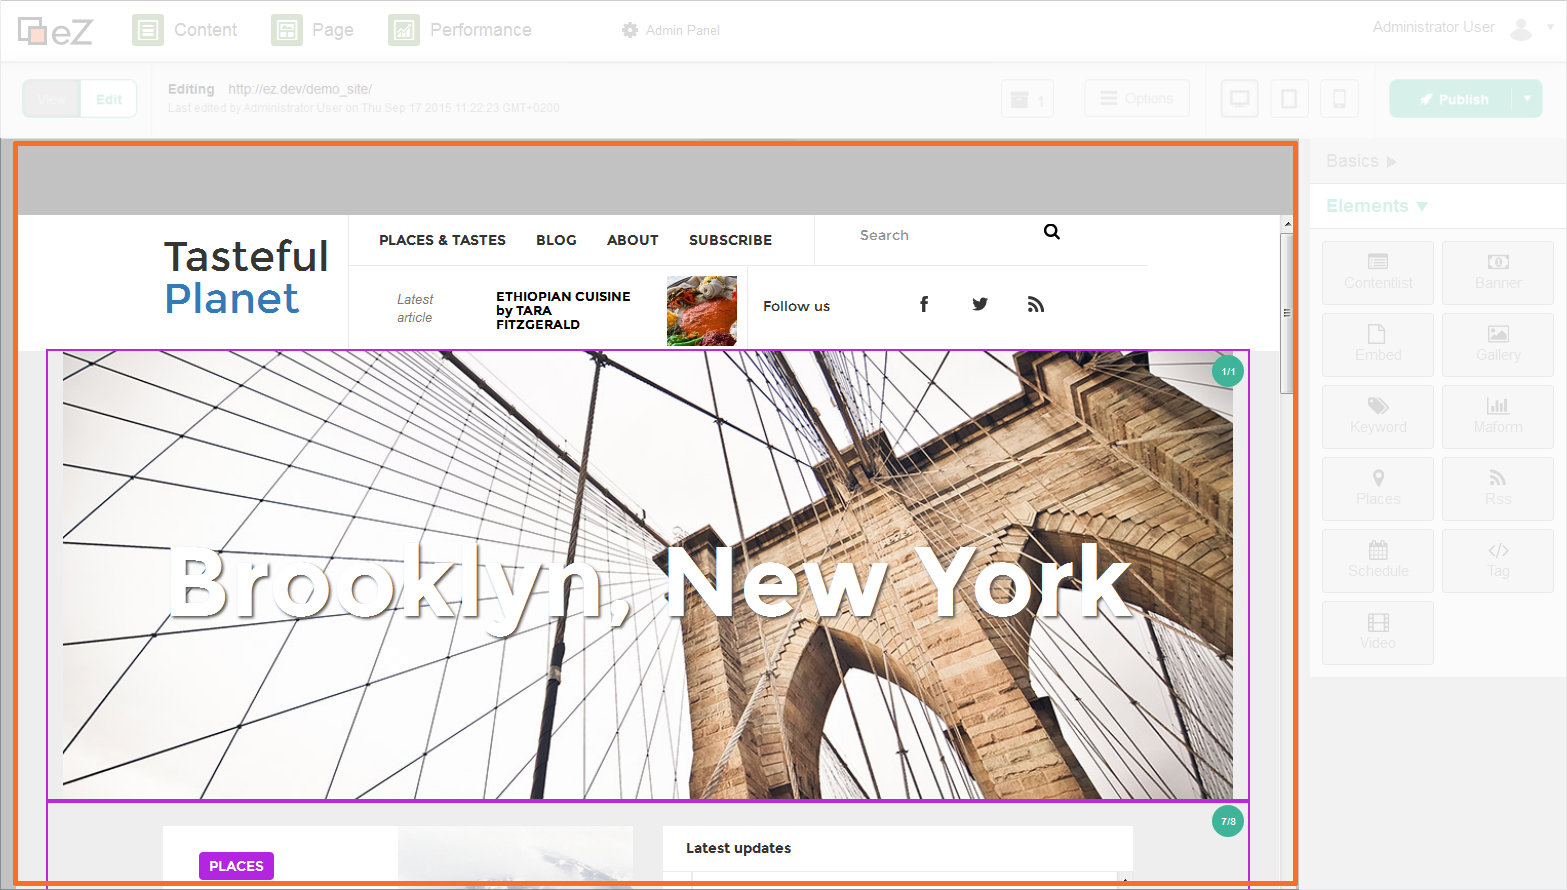 eZ
Content
Page
Performance
Admin Panel
Administrator User
View
Edit
Editing http://ez.dev/demo_site/
Last edited by Administrator User on Thu Sep 17 2015 11:22:23 GMT+0200
1
Options
Publish
Basics
Elements
Contentlist
Banner
Embed
Gallery
Keyword
Maform
Places
Rss
Schedule
Tag
Video
Tasteful
Planet
PLACES & TASTES
BLOG
ABOUT
SUBSCRIBE
Search
Latest
article
ETHIOPIAN CUISINE
by TARA
FITZGERALD
Follow us
1/1
Brooklyn, New York
7/8
PLACES
Latest updates